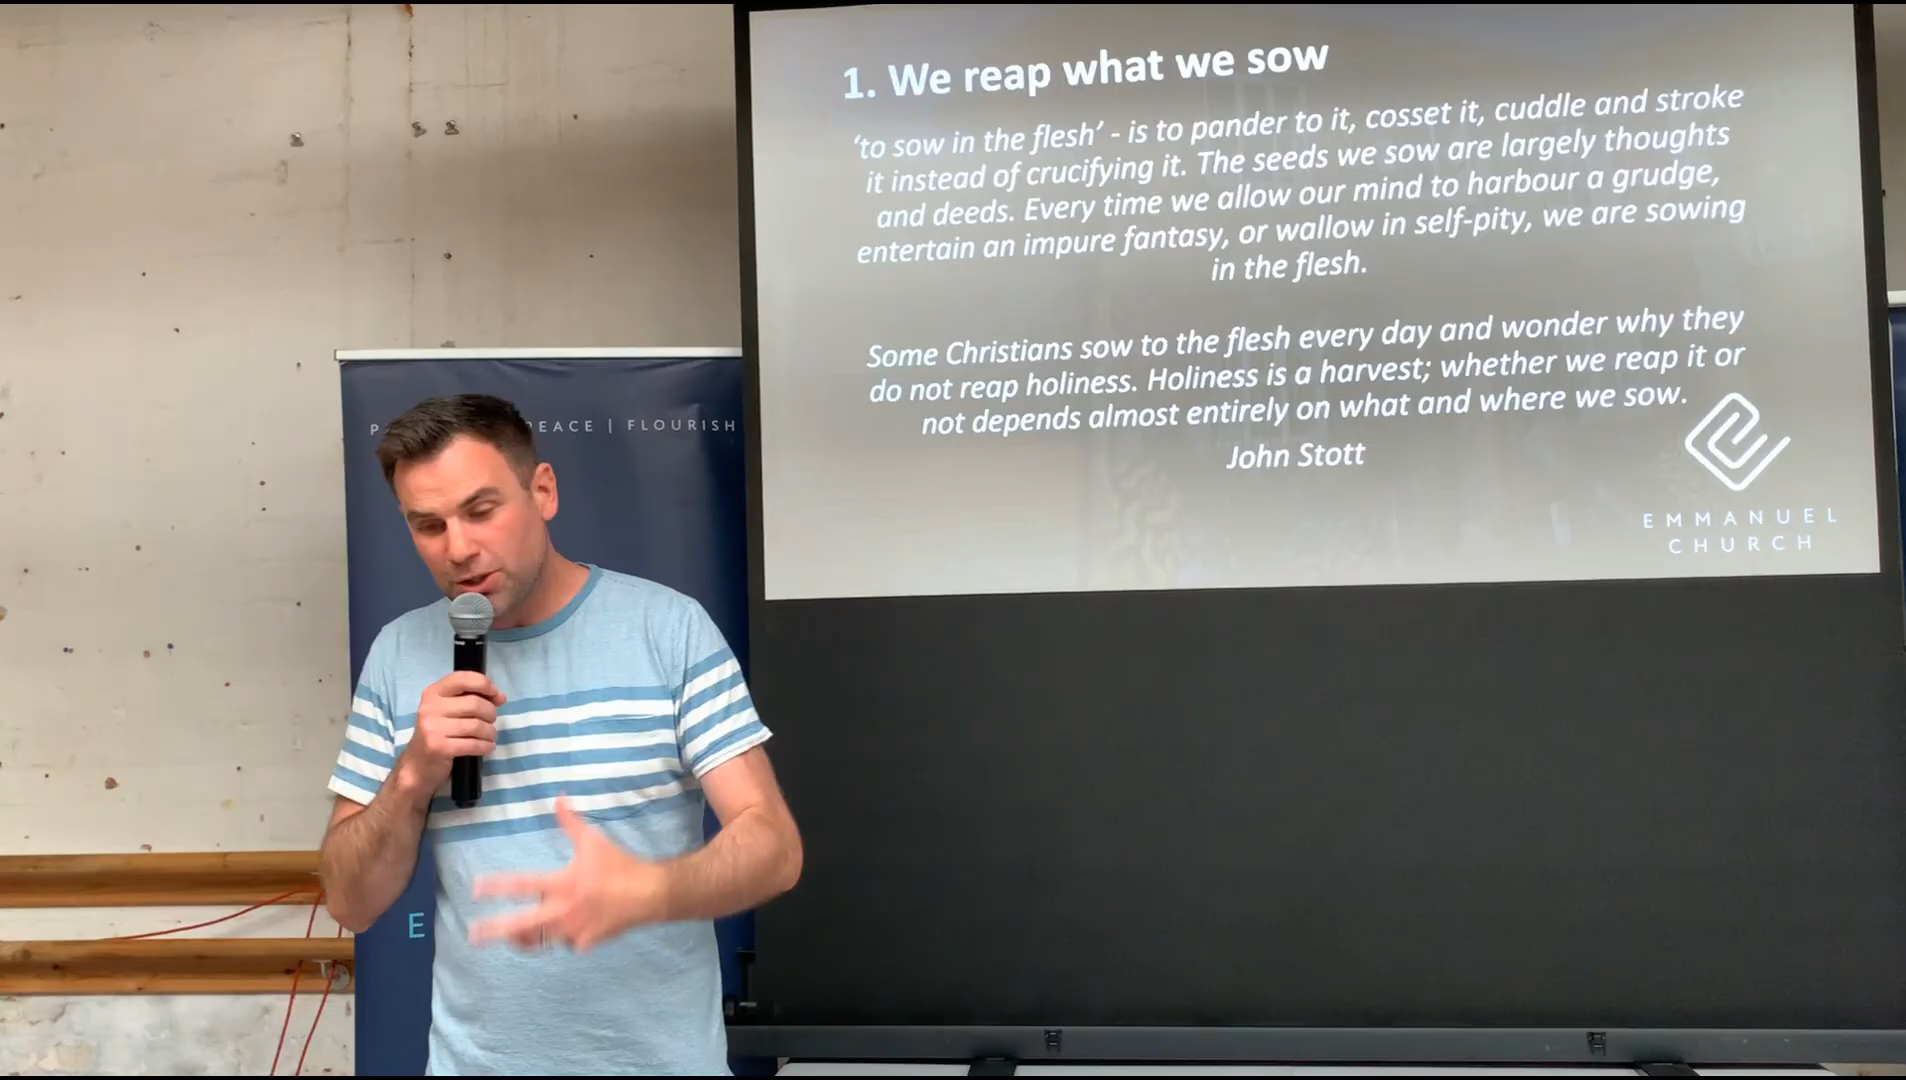 1. We reap what we sow
‘to sow in the flesh’ - is to pander to it, cosset it, cuddle and stroke
it instead of crucifying it. The seeds we sow are largely thoughts
and deeds. Every time we allow our mind to harbour a grudge,
entertain an impure fantasy, or wallow in self-pity, we are sowing
in the flesh.
Some Christians sow to the flesh every day and wonder why they
do not reap holiness. Holiness is a harvest; whether we reap it or
not depends almost entirely on what and where we sow.
John Stott
EMMANUEL
CHURCH
P PEACE | FLOURISH
E